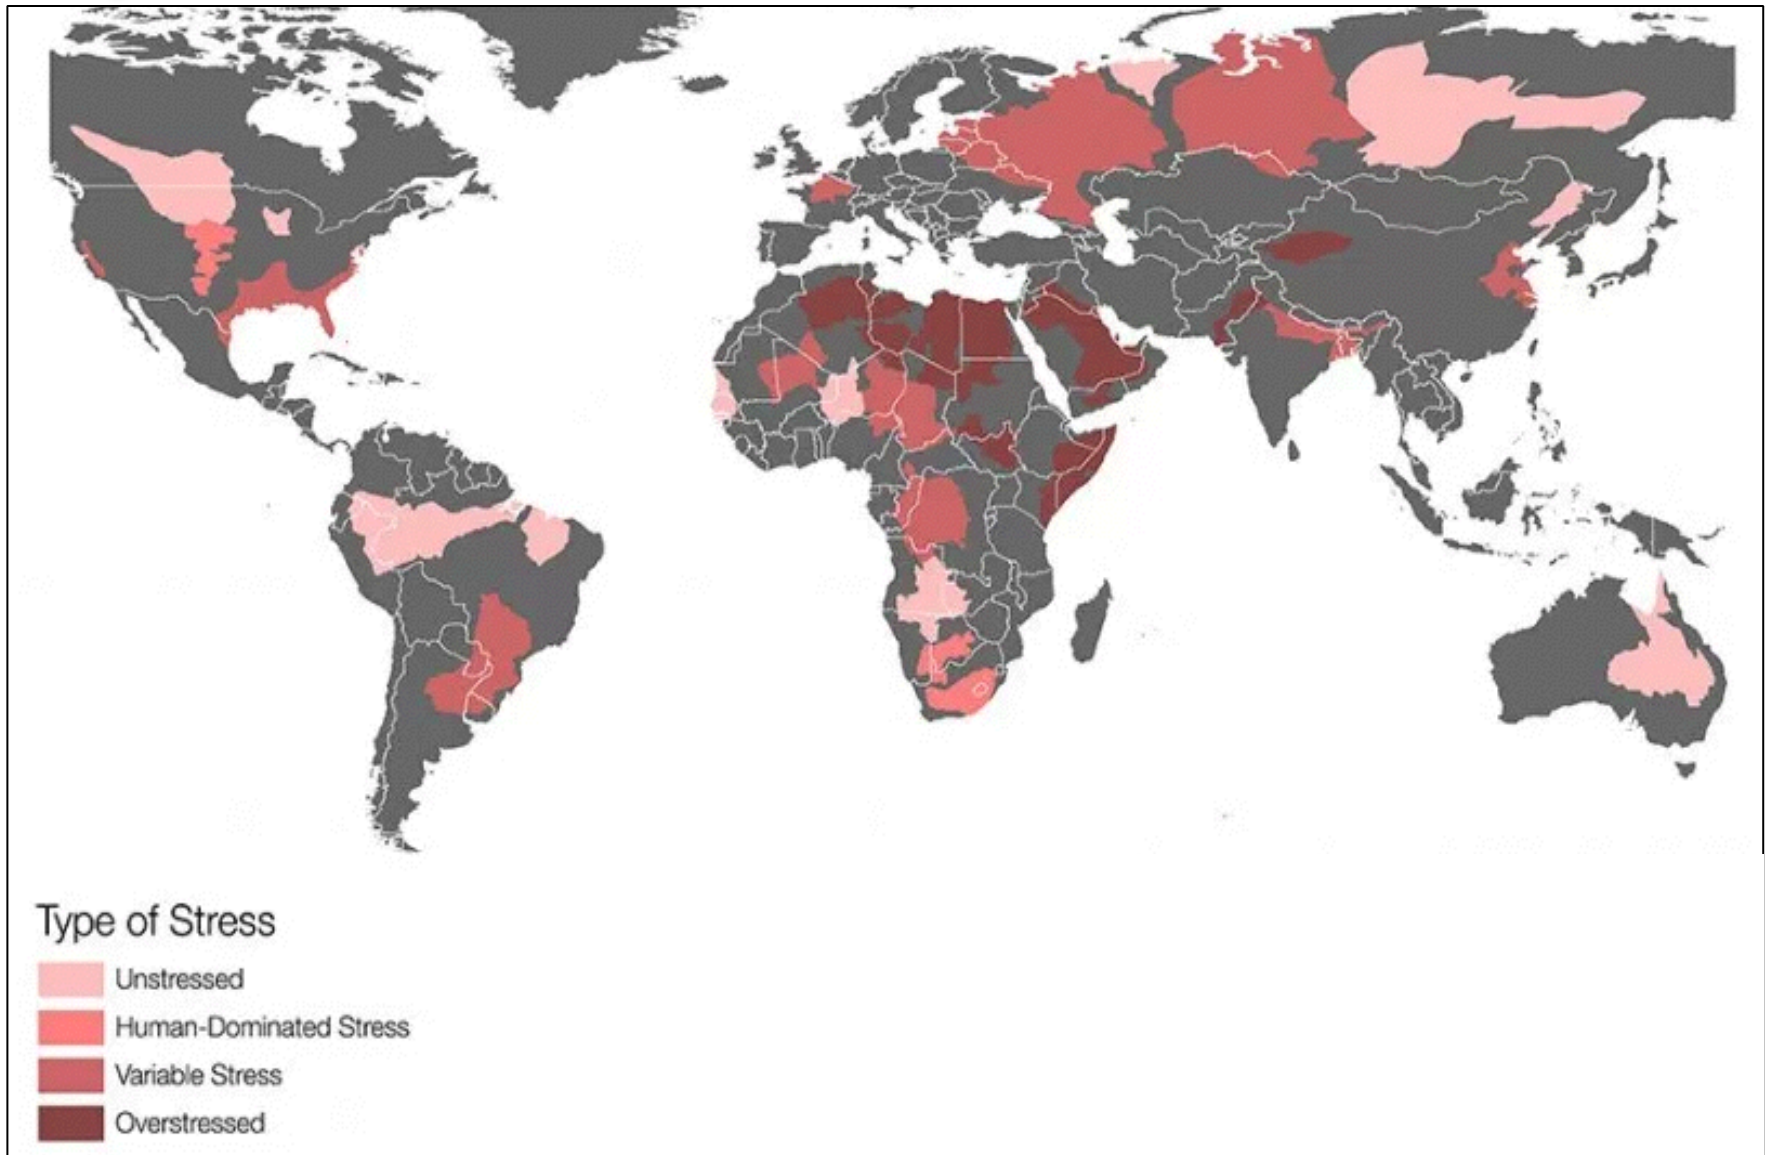 Type of Stress
Unstressed
Human-Dominated Stress
Variable Stress
Overstressed